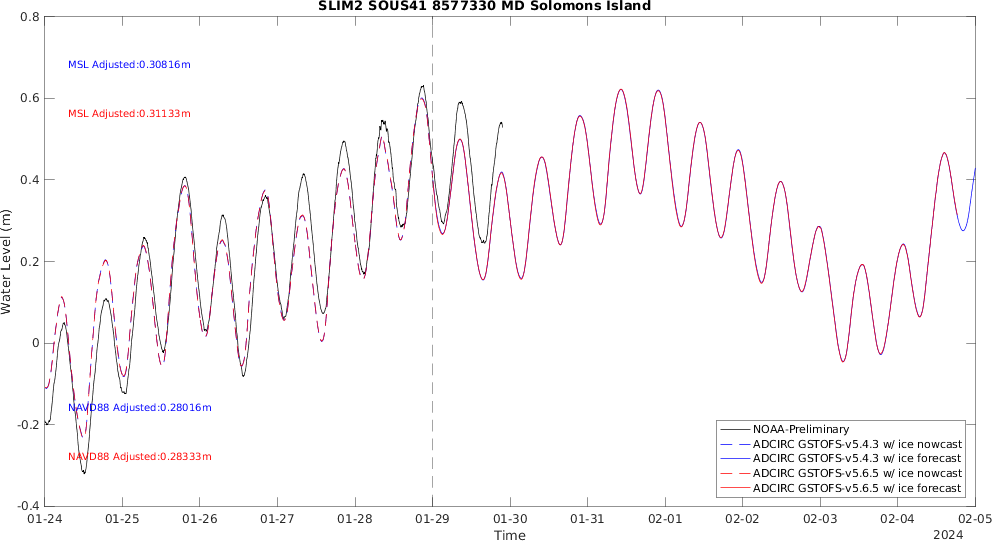 SLIM2 SOUS41 8577330 MD Solomons Island
0.8
MSL Adjusted:0.30816m
0.6
MSL Adjusted:0.31133m
0.4
Water Level (m)
0.2
0
NAVD88 Adjusted:0.28016m
-0.2
NAVD88 Adjusted:0.28333m
NOAA-Preliminary
ADCIRC GSTOFS-v5.4.3 w/ ice nowcast
ADCIRC GSTOFS-v5.4.3 w/ ice forecast
ADCIRC GSTOFS-v5.6.5 w/ ice nowcast
ADCIRC GSTOFS-v5.6.5 w/ ice forecast
-0.4
01-24 01-25 01-26 01-27 01-28 01-29 01-30 01-31 02-01 02-02 02-03 02-04 02-05
Time
2024